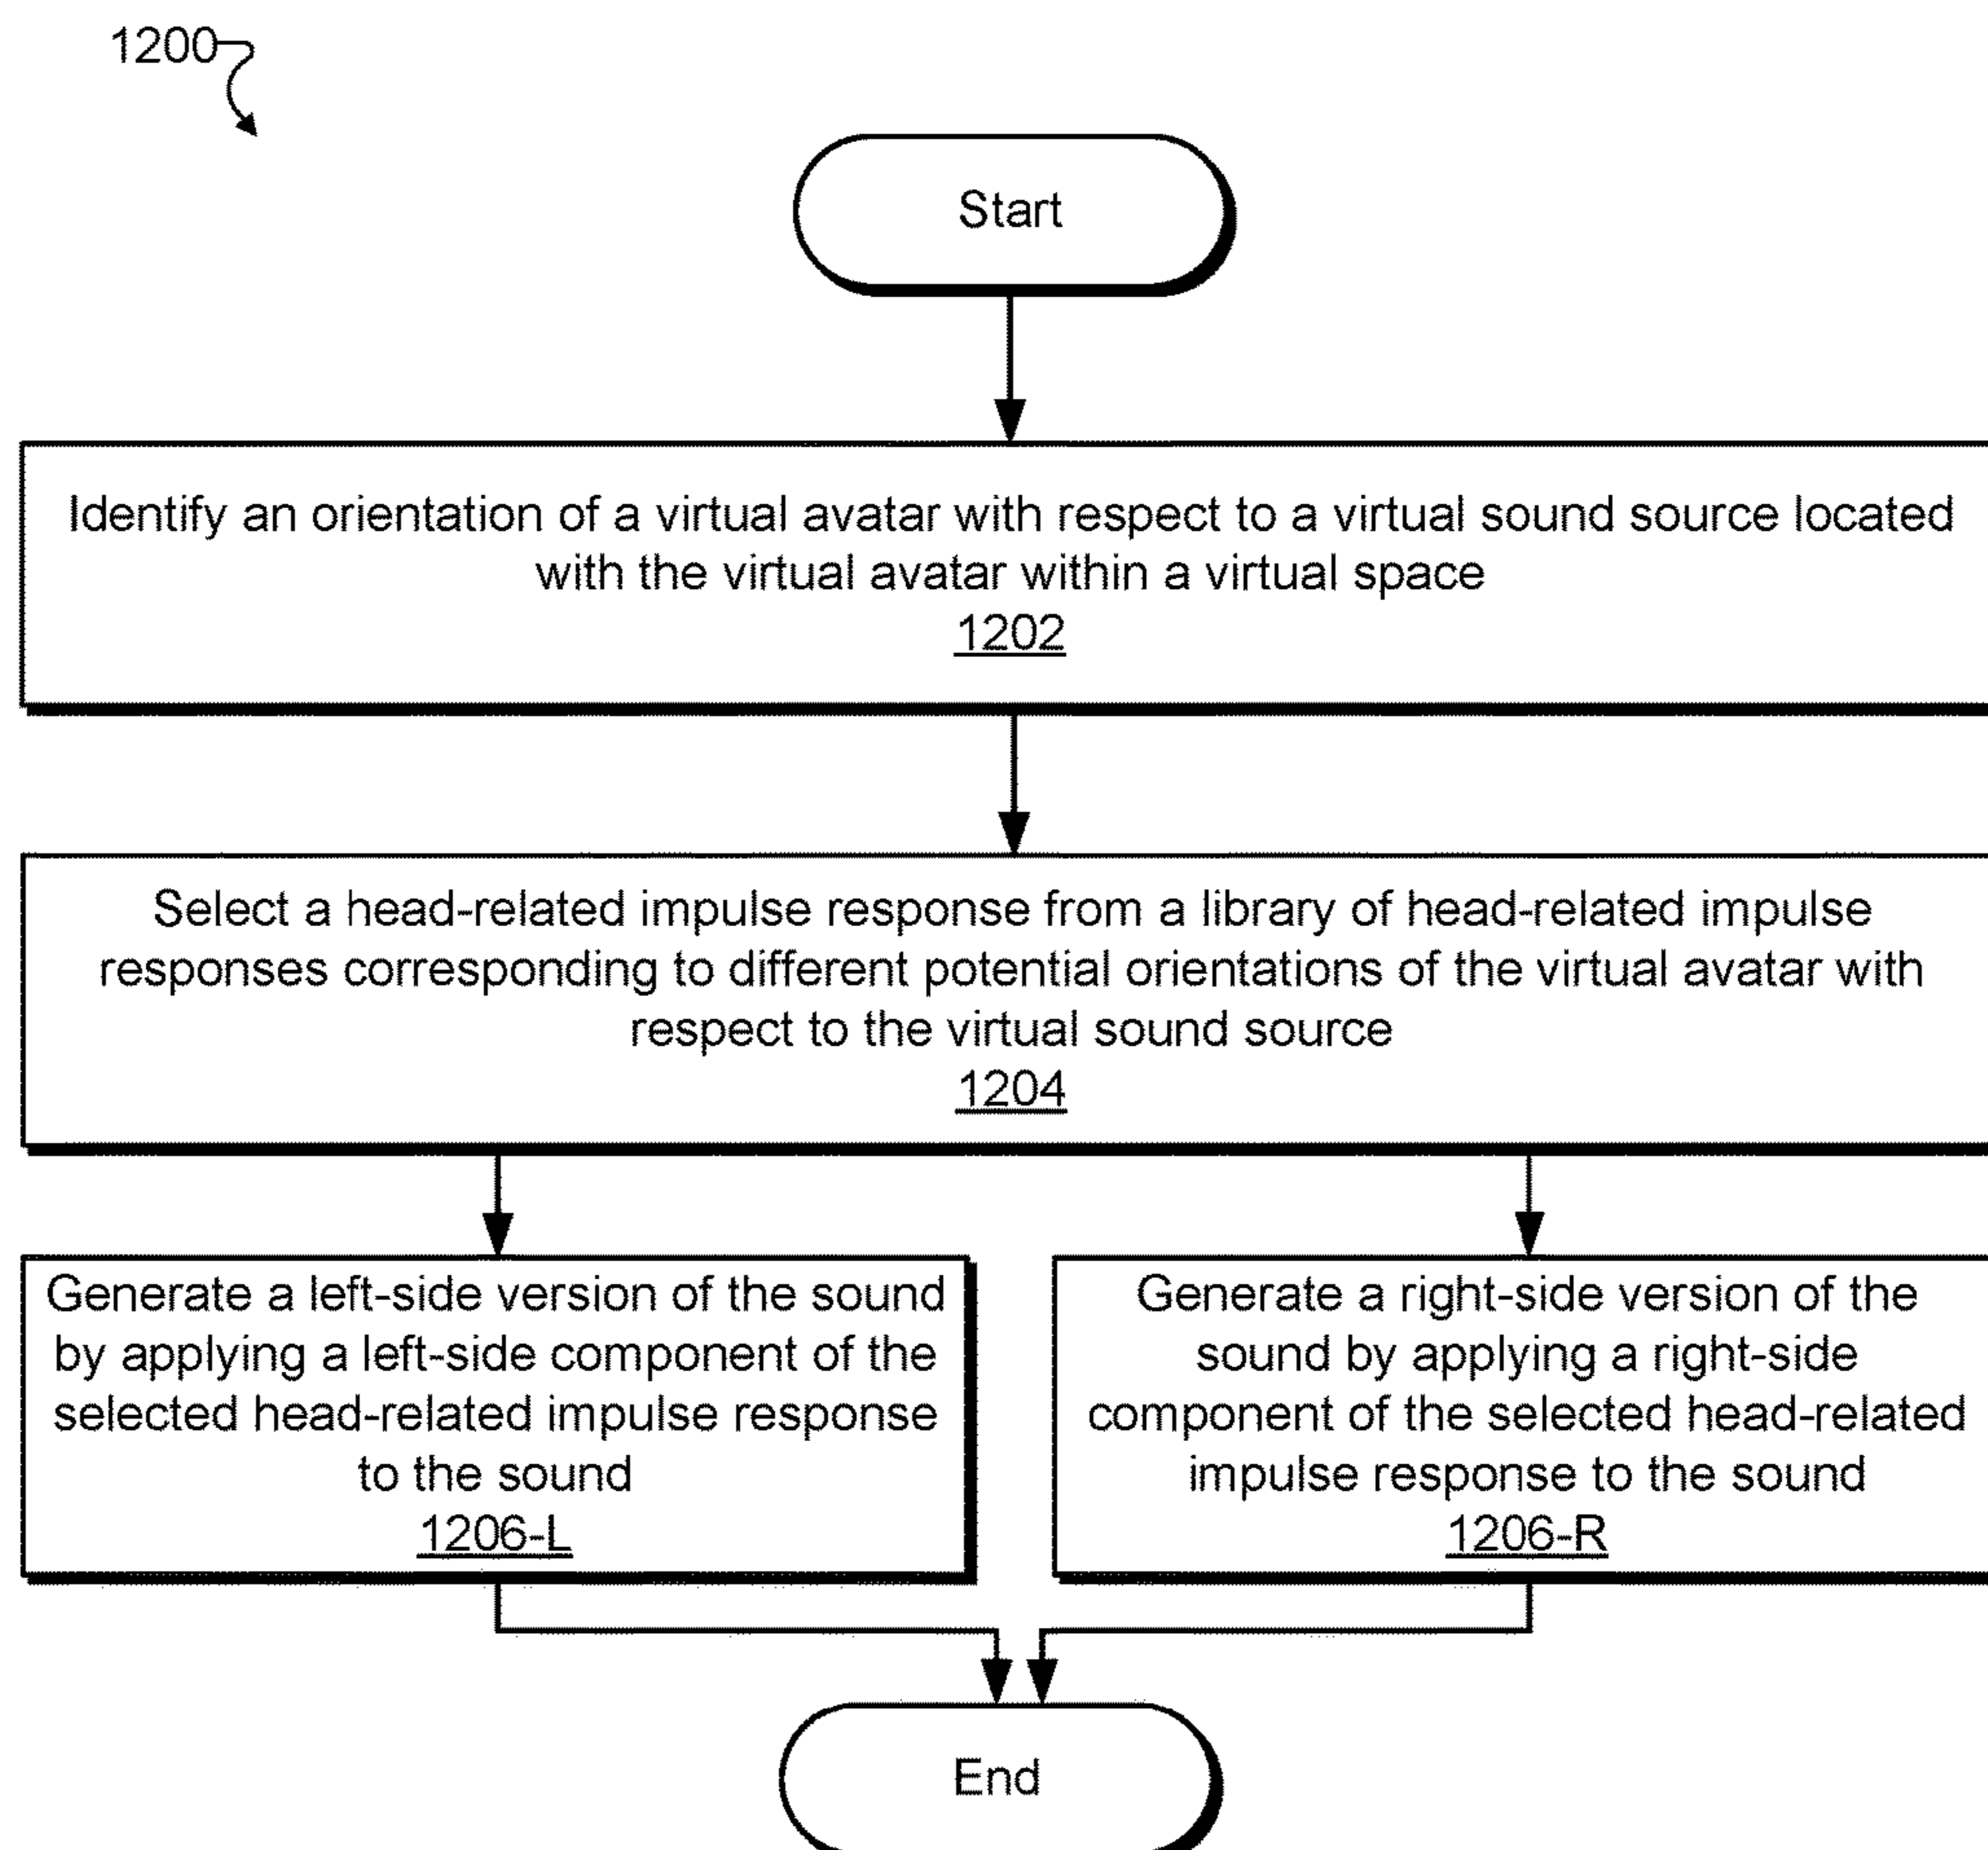 1200
Start
Identify an orientation of a virtual avatar with respect to a virtual sound source located
with the virtual avatar within a virtual space
1202
Select a head-related impulse response from a library of head-related impulse
responses corresponding to different potential orientations of the virtual avatar with
respect to the virtual sound source
1204
Generate a left-side version of the sound
by applying a left-side component of the
selected head-related impulse response
to the sound
1206-L
Generate a right-side version of the
sound by applying a right-side
component of the selected head-related
impulse response to the sound
1206-R
End